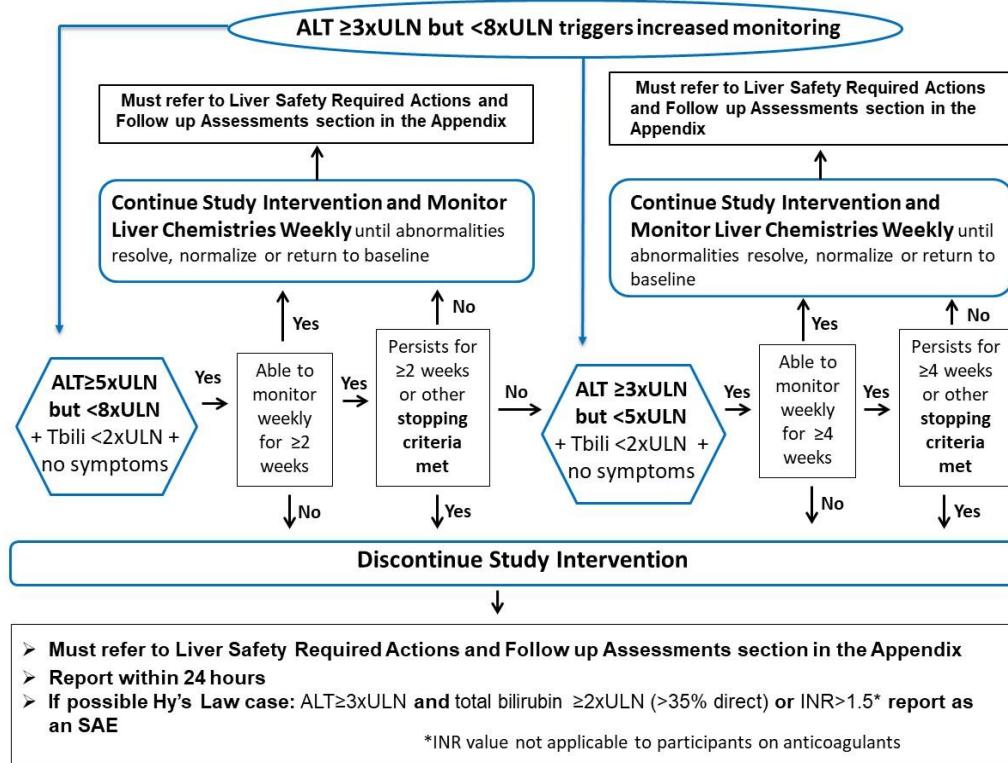 ALT ≥3xULN but <8xULN triggers increased monitoring
Must refer to Liver Safety Required Actions and
Follow up Assessments section in the Appendix
Must refer to Liver Safety Required Actions
and Follow up Assessments section in the
Appendix
Continue Study Intervention and Monitor
Liver Chemistries Weekly until abnormalities
resolve, normalize or return to baseline
Continue Study Intervention and
Monitor Liver Chemistries Weekly until
abnormalities resolve, normalize or return to
baseline
Yes
No
Yes
No
ALT≥5xULN
but <8xULN
+ Tbili <2xULN +
no symptoms
Yes
Able to
monitor
weekly
for ≥2
weeks
Yes
Persists for
≥2 weeks
or other
stopping
criteria
met
No
ALT ≥3xULN
but <5xULN
+ Tbili <2xULN +
no symptoms
Yes
Able to
monitor
weekly
for ≥4
weeks
Yes
Persists for
≥4 weeks
or other
stopping
criteria
met
No
Yes
No
Yes
Discontinue Study Intervention
➢ Must refer to Liver Safety Required Actions and Follow up Assessments section in the Appendix
➢ Report within 24 hours
➢ If possible Hy's Law case: ALT≥3xULN and total bilirubin ≥2xULN (>35% direct) or INR>1.5* report as
an SAE
*INR value not applicable to participants on anticoagulants